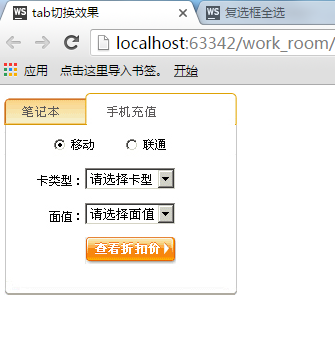 WS tab切换效果 WS 复选框全选
localhost:63342/work_room/
应用 点击这里导入书签。 开始
笔记本 手机充值
移动 联通
卡类型： 请选择卡型
面值： 请选择面值
查看折扣价